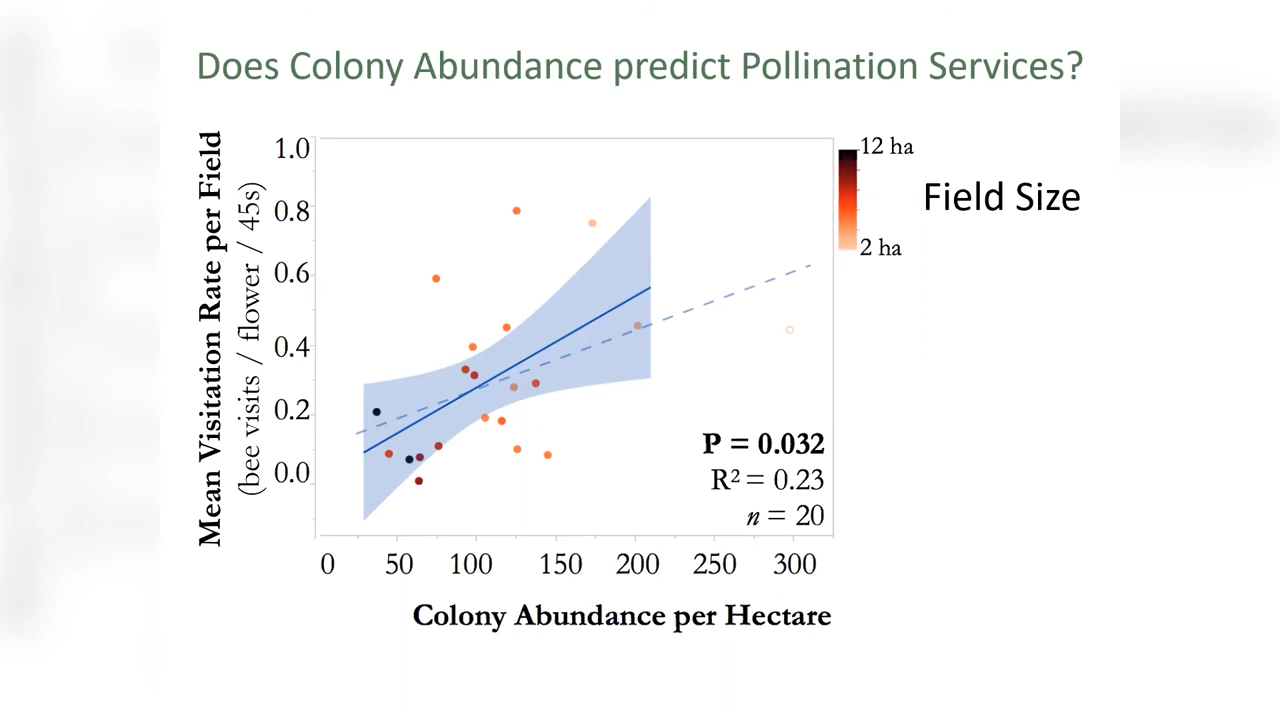 Does Colony Abundance predict Pollination Services?
Mean Visitation Rate per Field
(bee visits / flower / 45s)
1.0
0.8
0.6
0.4
0.2
0.0
12 ha
2 ha
Field Size
P = 0.032
R² = 0.23
n = 20
0 50 100 150 200 250 300
Colony Abundance per Hectare